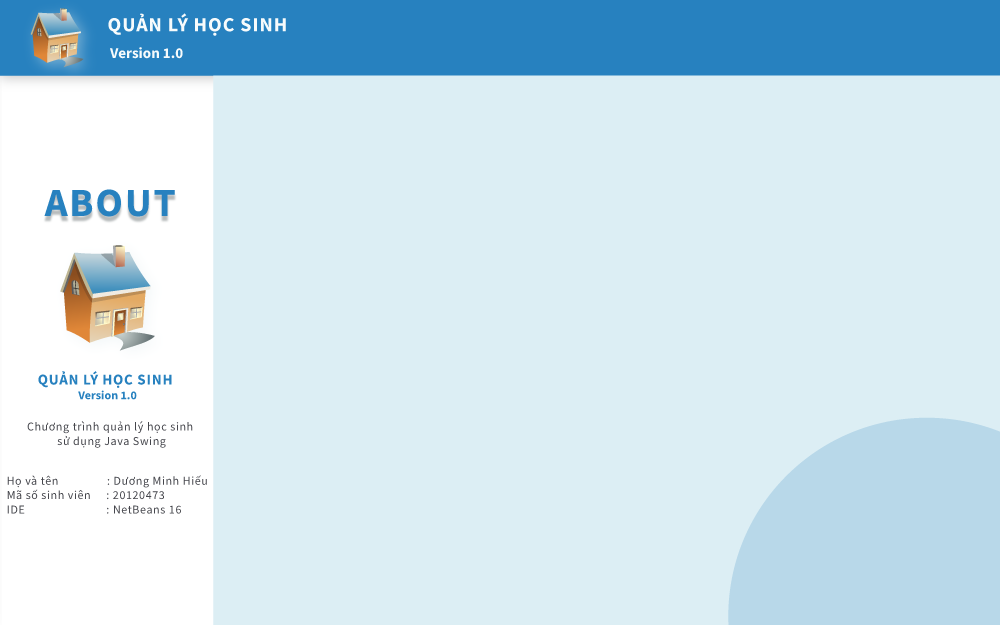 QUẢN LÝ HỌC SINH
Version 1.0
ABOUT
QUẢN LÝ HỌC SINH
Version 1.0
Chương trình quản lý học sinh
sử dụng Java Swing
Họ và tên : Dương Minh Hiếu
Mã số sinh viên : 20120473
IDE : NetBeans 16